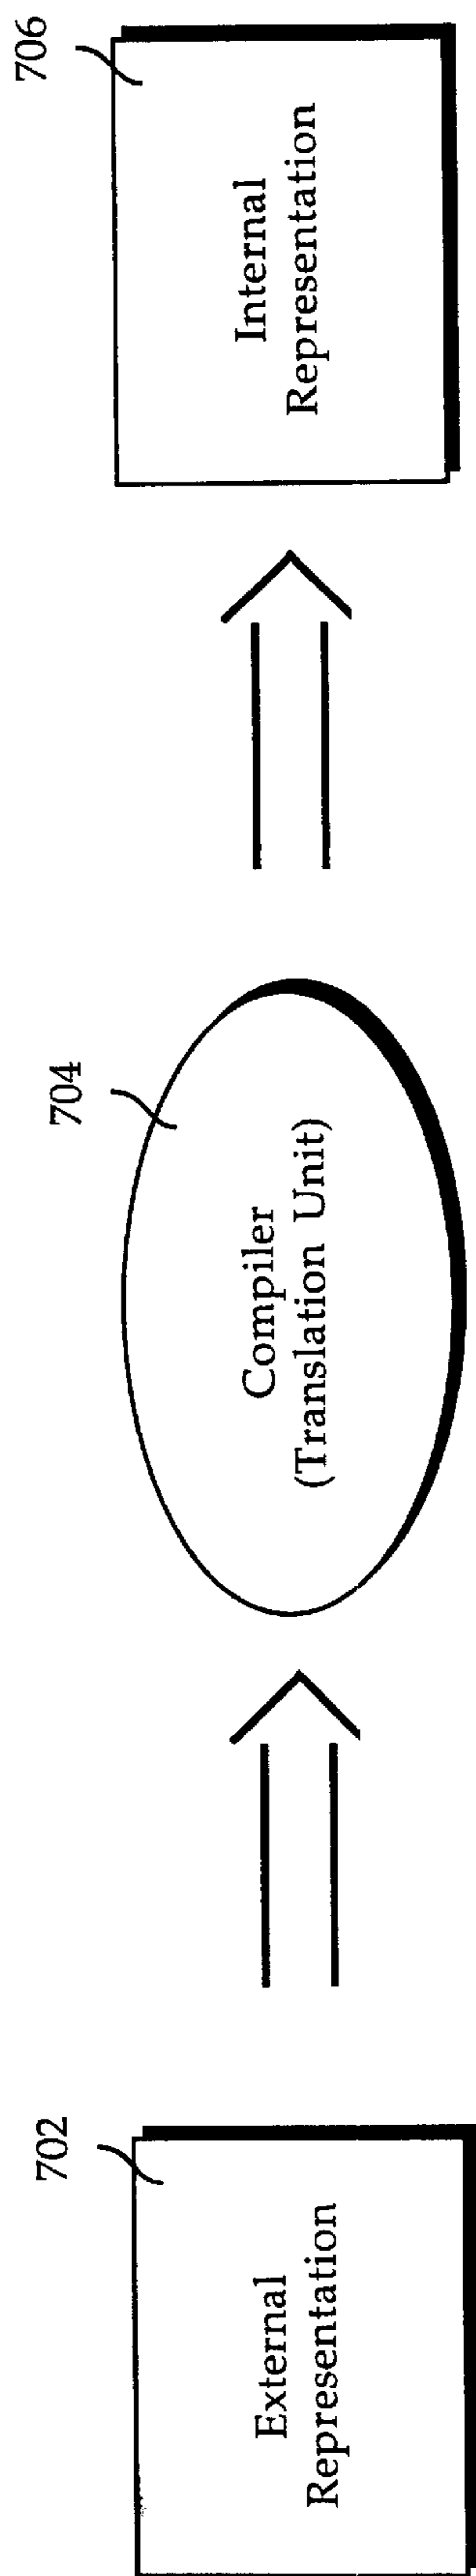 702
External
Representation
704
Compiler
(Translation Unit)
706
Internal
Representation